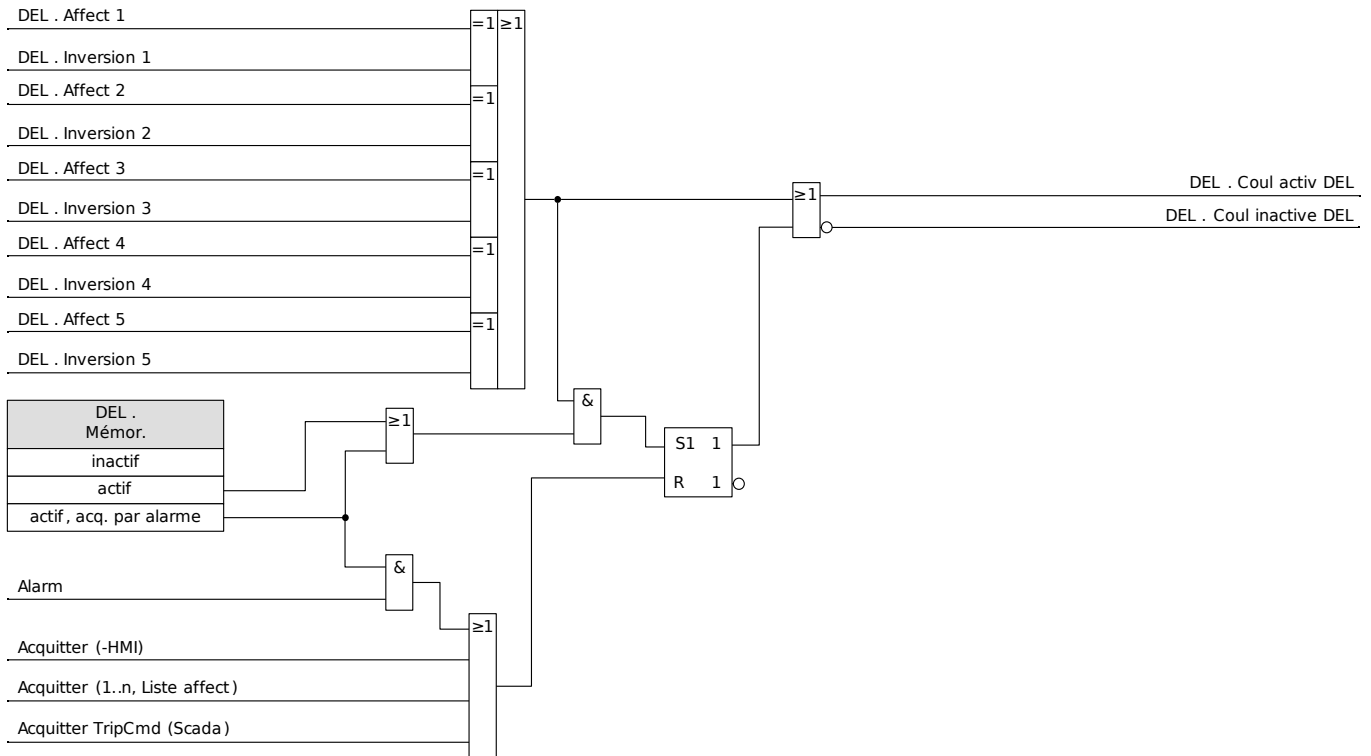 DEL . Affect 1
=1 ≥1
DEL . Inversion 1
DEL . Affect 2
=1
DEL . Inversion 2
DEL . Affect 3
=1
DEL . Inversion 3
DEL . Affect 4
=1
DEL . Inversion 4
DEL . Affect 5
=1
DEL . Inversion 5
≥1
DEL . Coul activ DEL
DEL . Coul inactive DEL
DEL .
Mémor.
inactif
actif
actif, acq. par alarme
≥1
&
S1 1
R 1
&
Alarm
≥1
Acquitter (-HMI)
Acquitter (1..n, Liste affect)
Acquitter TripCmd (Scada)